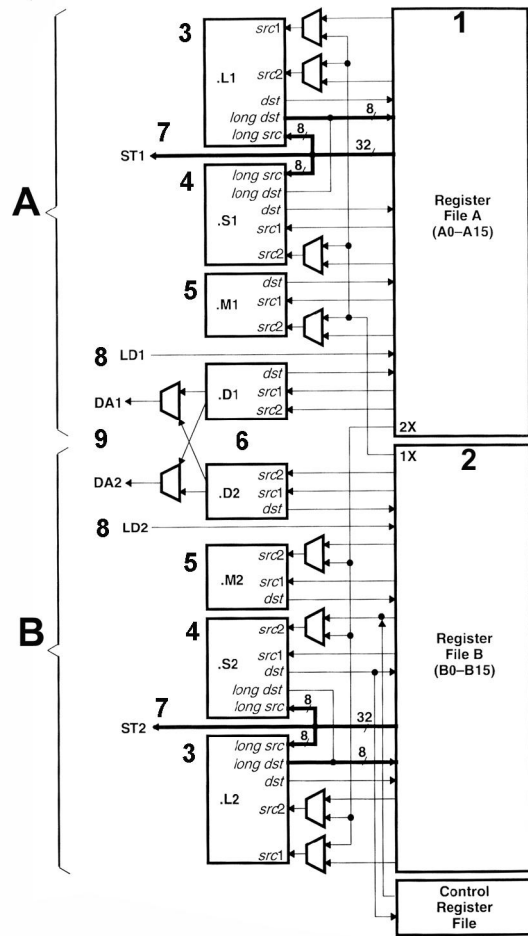 3
src1
1
.L1
src2
dst
8
long dst
8
long src
7
ST1
32
8
4
long src
long dst
A
dst
Register
File A
(A0–A15)
.S1
src1
src2
5
dst
.M1
src1
src2
8
LD1
dst
.D1
src1
DA1
src2
9
6
2X
1X
2
src2
DA2
.D2
src1
dst
8
LD2
src2
5
.M2
src1
dst
B
4
src2
Register
File B
(B0–B15)
.S2
src1
dst
long dst
8
long src
7
ST2
32
8
3
long src
long dst
8
dst
.L2
src2
src1
Control
Register
File